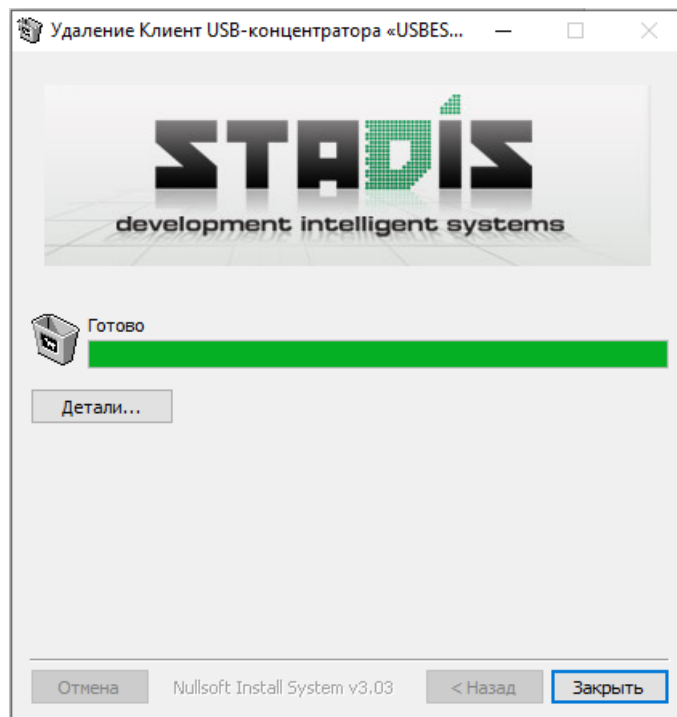 Удаление Клиент USB-концентратора «USBES...
STADIS
development intelligent systems
Готово
Детали...
Отмена
Nullsoft Install System v3.03
< Назад
Закрыть